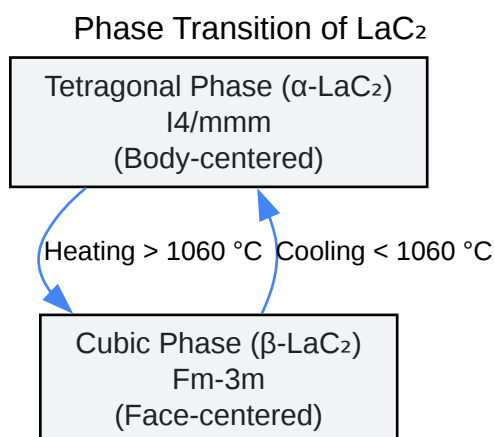 Phase Transition of LaC₂
Tetragonal Phase (α-LaC₂)
I4/mmm
(Body-centered)
Heating > 1060 °C
Cooling < 1060 °C
Cubic Phase (β-LaC₂)
Fm-3m
(Face-centered)